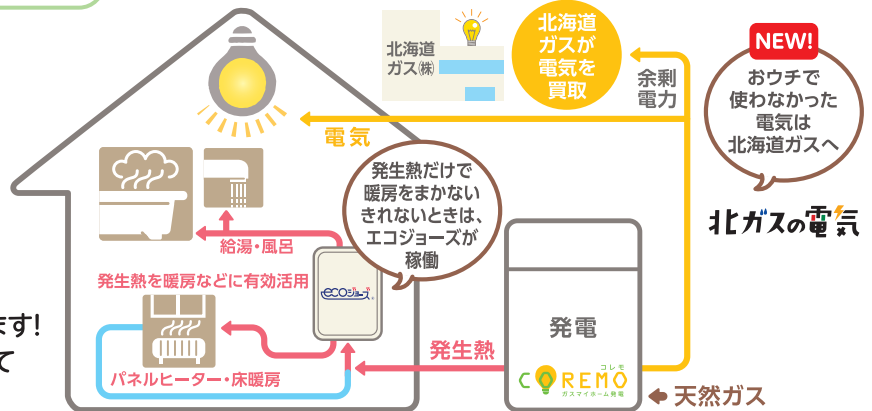 北海道
ガス㈱
北海道
ガスが
電気を
買取
余剰
電力
NEW!
おウチで
使わなかった
電気は
北海道ガスへ
北ガスの電気
電気
発生熱だけで
暖房をまかない
きれないときは、
エコジョーズが
稼働
給湯・風呂
発生熱を暖房などに有効活用
ecoジョーズ
ます!
て
パネルヒーター・床暖房
発生熱
発電
コレモ
COREMO
ガスマイホーム発電
天然ガス